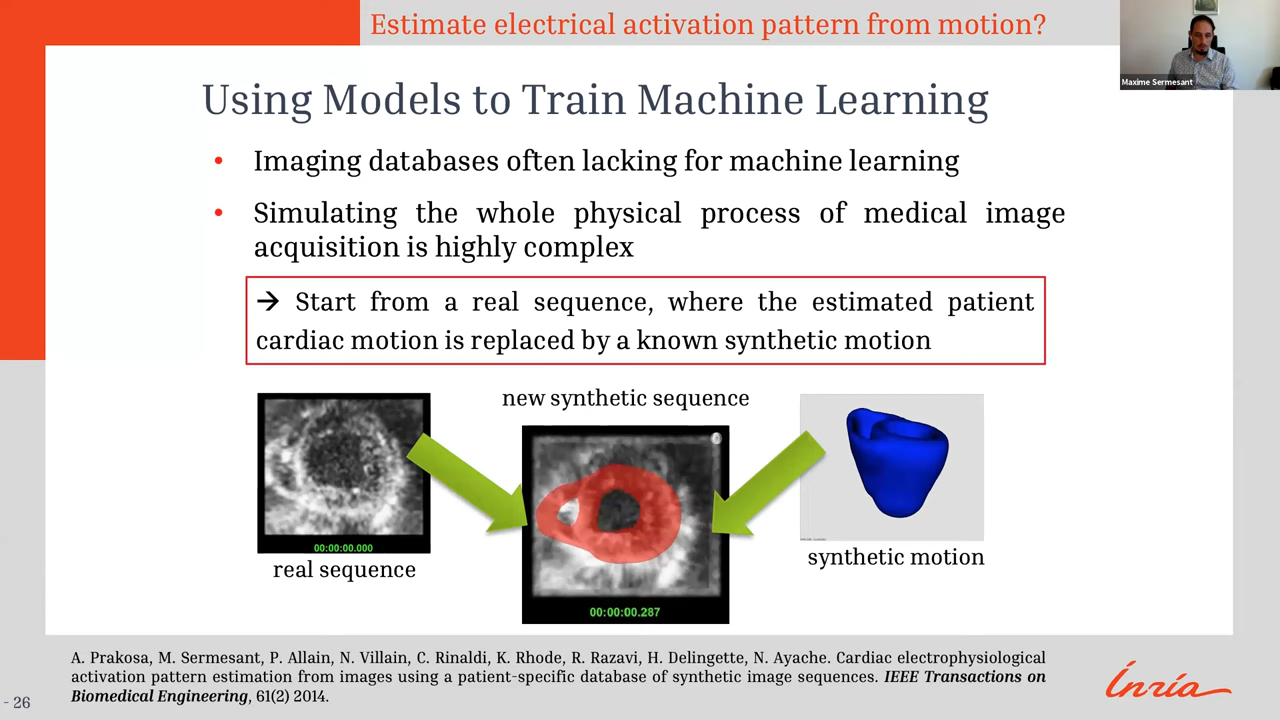 Estimate electrical activation pattern from motion?
Maxime Sermesant
Using Models to Train Machine Learning
• Imaging databases often lacking for machine learning
• Simulating the whole physical process of medical image
acquisition is highly complex
→ Start from a real sequence, where the estimated patient
cardiac motion is replaced by a known synthetic motion
new synthetic sequence
00:00:00.000
real sequence
00:00:00.287
synthetic motion
A. Prakosa, M. Sermesant, P. Allain, N. Villain, C. Rinaldi, K. Rhode, R. Razavi, H. Delingette, N. Ayache. Cardiac electrophysiological
activation pattern estimation from images using a patient-specific database of synthetic image sequences. IEEE Transactions on
Biomedical Engineering, 61(2) 2014.
- 26
Inria